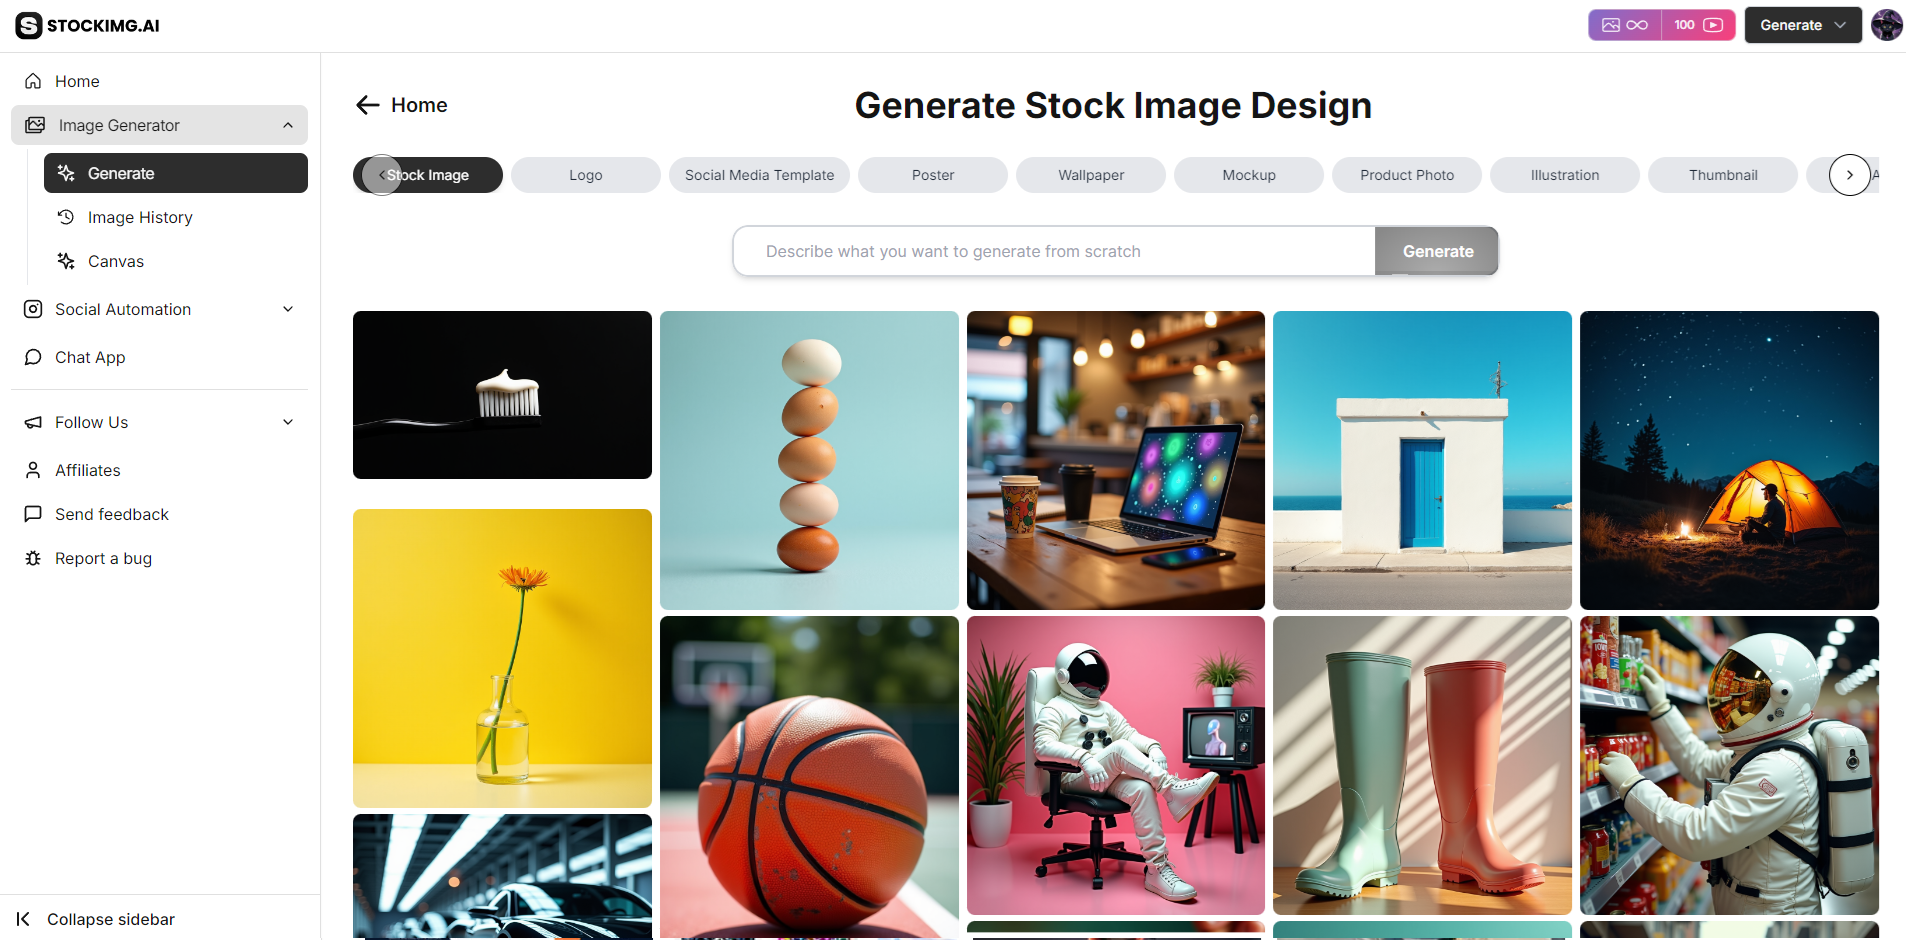 STOCKIMG.AI
100
Generate
Home
Image Generator
Generate
Image History
Canvas
Social Automation
Chat App
Follow Us
Affiliates
Send feedback
Report a bug
Collapse sidebar
Home
Generate Stock Image Design
Stock Image
Logo
Social Media Template
Poster
Wallpaper
Mockup
Product Photo
Illustration
Thumbnail
A
Describe what you want to generate from scratch
Generate